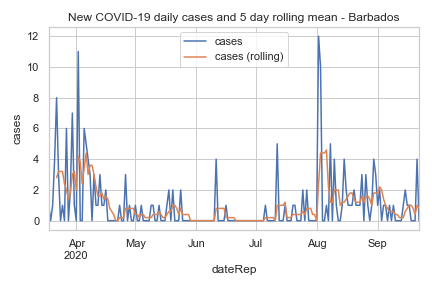 New COVID-19 daily cases and 5 day rolling mean - Barbados
cases
cases (rolling)
12
10
8
6
4
2
0
cases
Apr
2020
May
Jun
Jul
Aug
Sep
dateRep